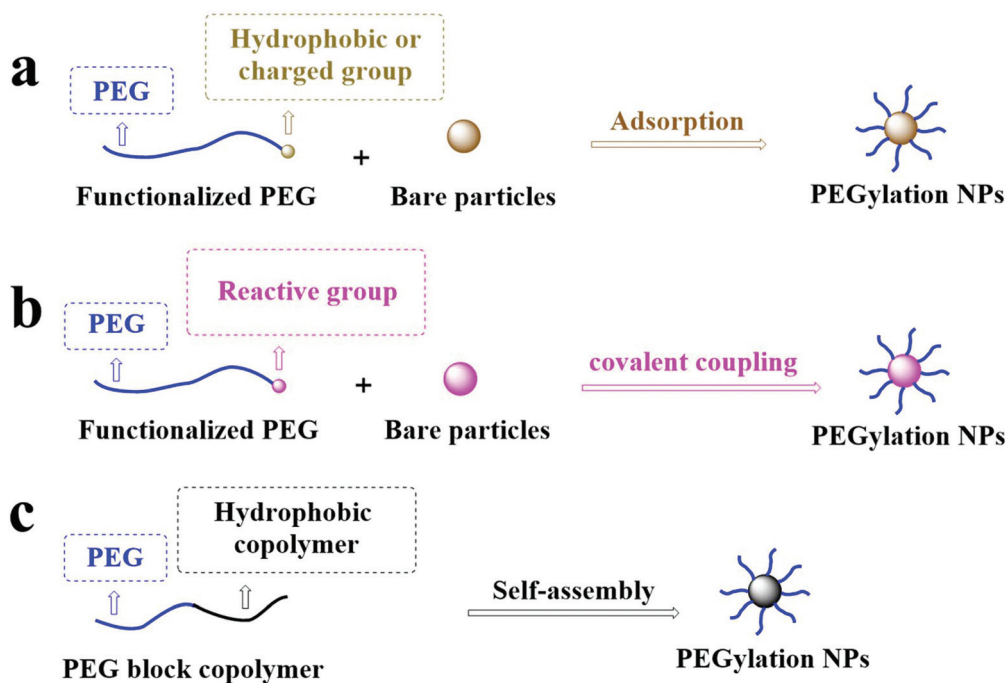 a
PEG
Hydrophobic or
charged group
+
Adsorption
Functionalized PEG
Bare particles
PEGylation NPs
b
PEG
Reactive group
+
covalent coupling
Functionalized PEG
Bare particles
PEGylation NPs
c
PEG
Hydrophobic
copolymer
Self-assembly
PEG block copolymer
PEGylation NPs